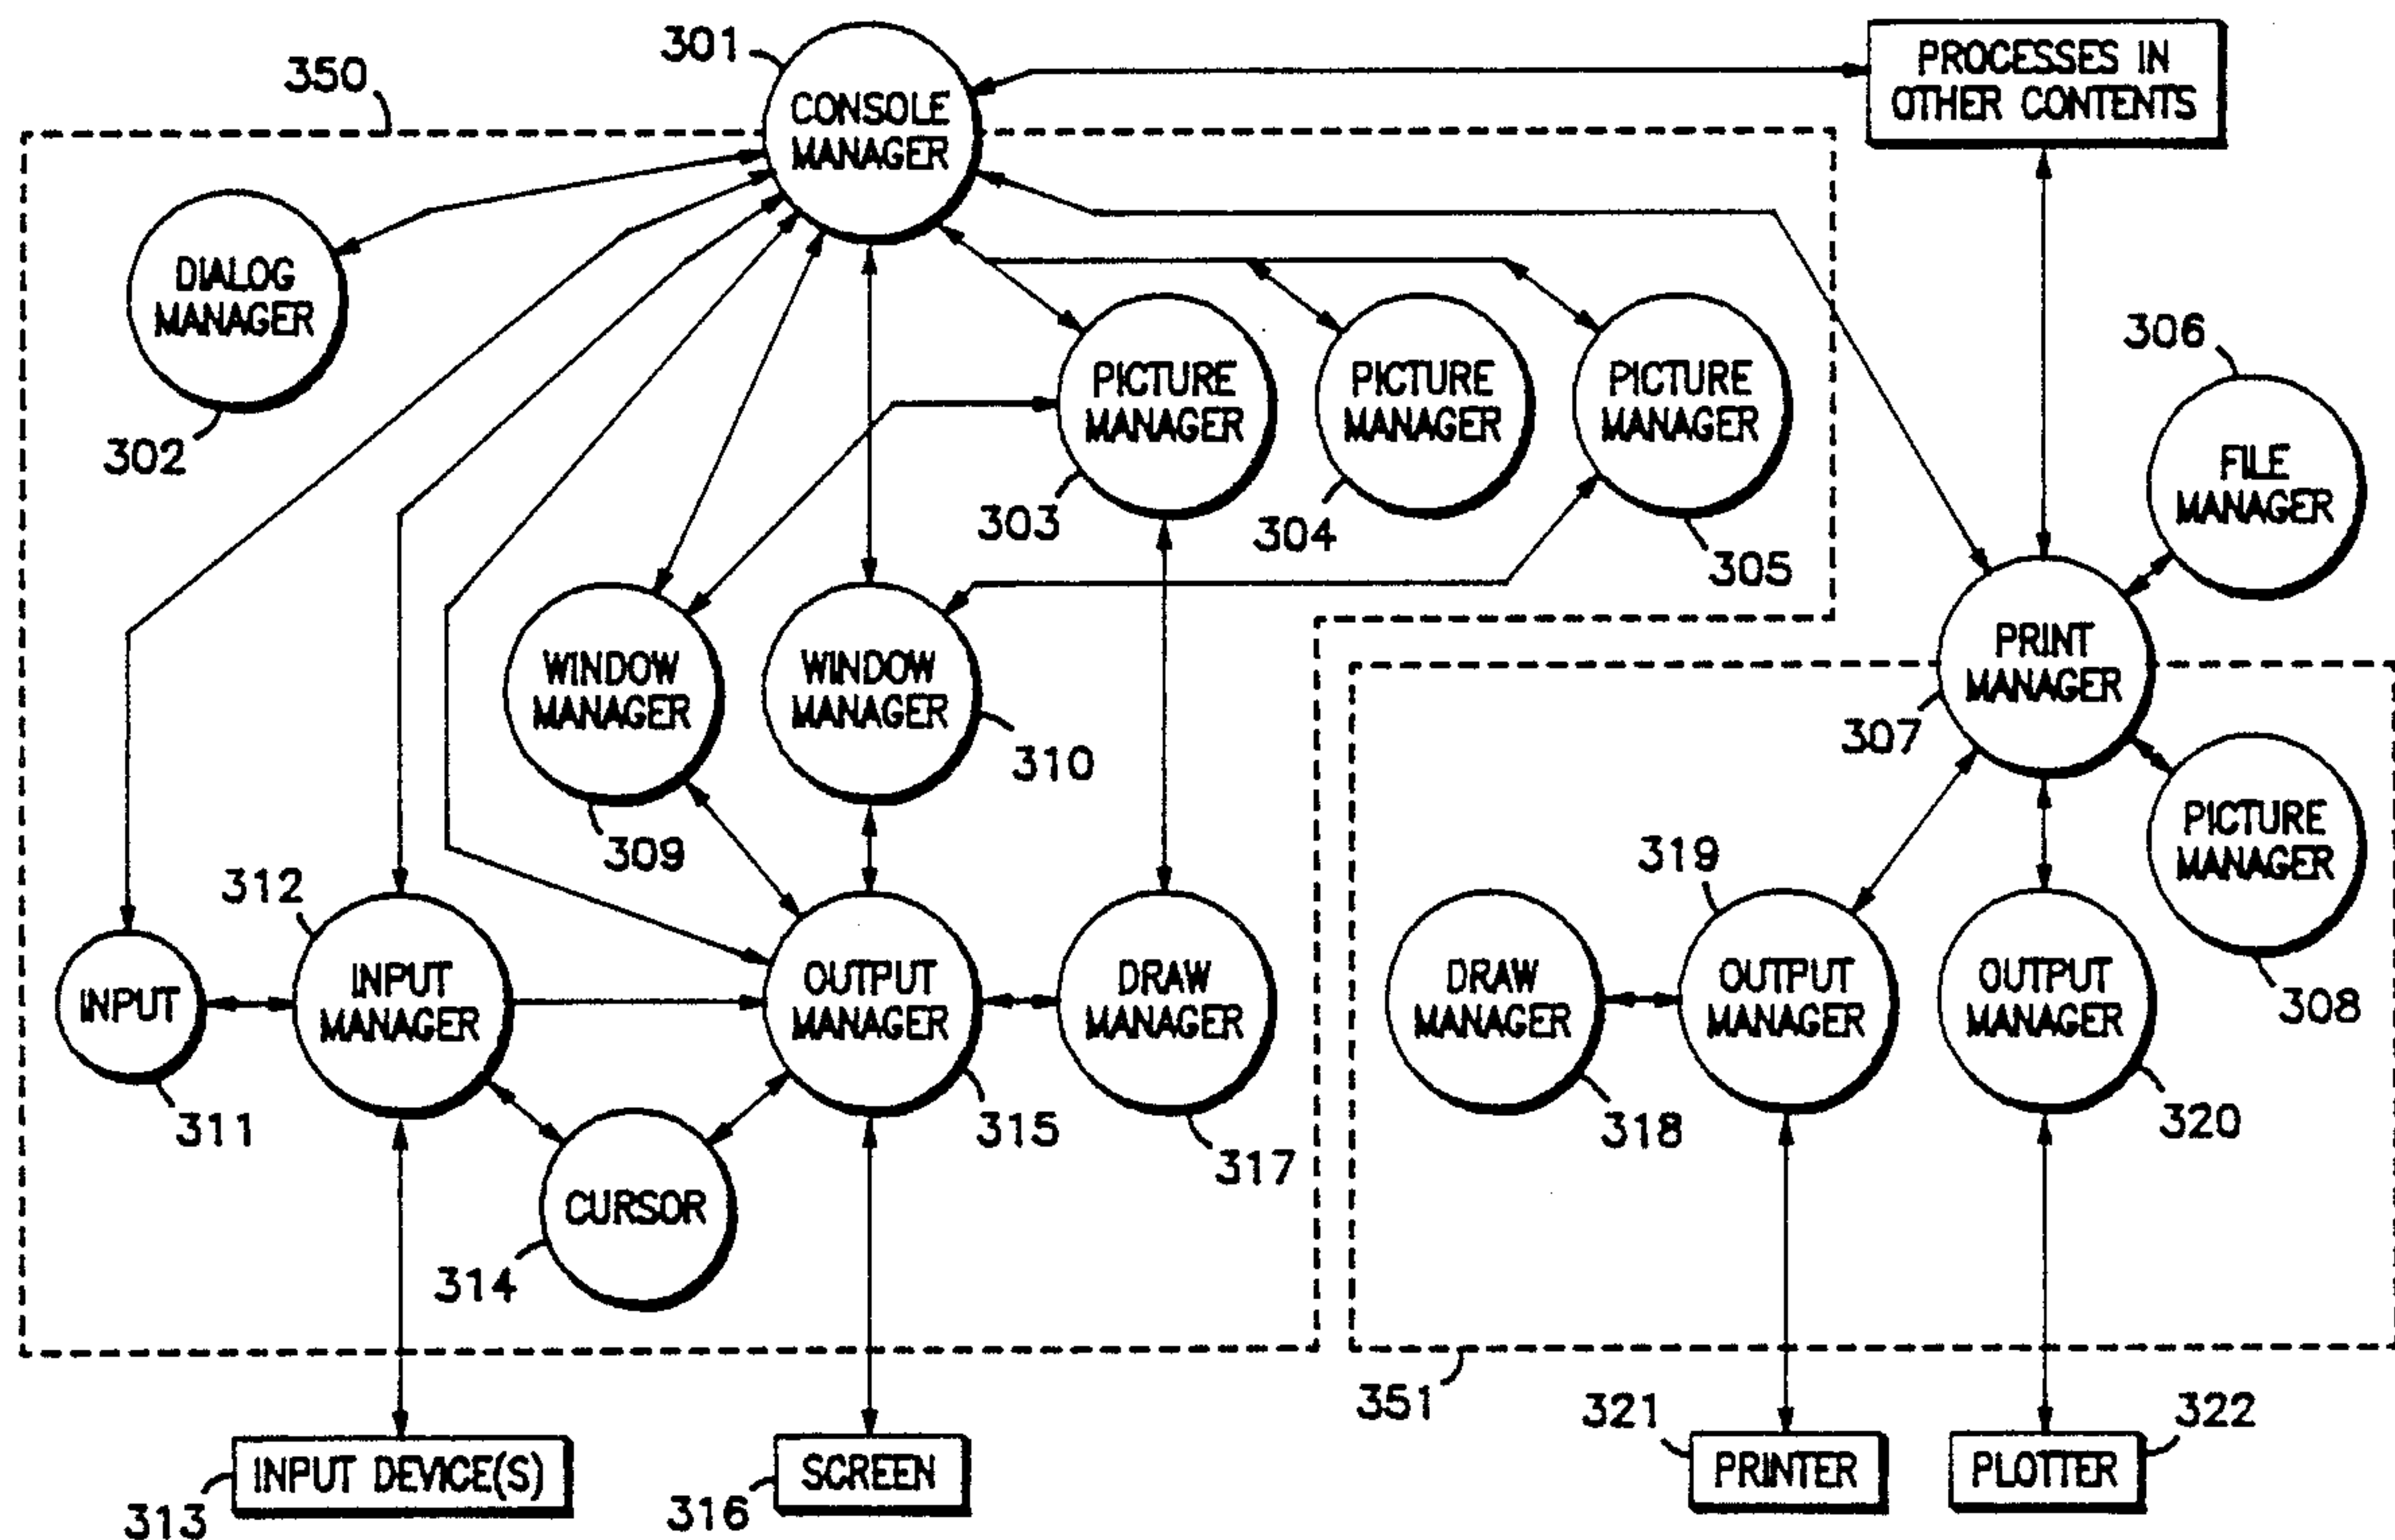 301
350
CONSOLE
MANAGER
PROCESSES IN
OTHER CONTENTS
DIALOG
MANAGER
302
PICTURE
MANAGER
303
PICTURE
MANAGER
304
PICTURE
MANAGER
305
306
FILE
MANAGER
PRINT
MANAGER
307
WINDOW
MANAGER
309
WINDOW
MANAGER
310
PICTURE
MANAGER
308
312
INPUT
311
INPUT
MANAGER
OUTPUT
MANAGER
315
DRAW
MANAGER
317
DRAW
MANAGER
318
319
OUTPUT
MANAGER
OUTPUT
MANAGER
320
CURSOR
314
351
INPUT DEVICE(S)
313
SCREEN
316
321
PRINTER
322
PLOTTER